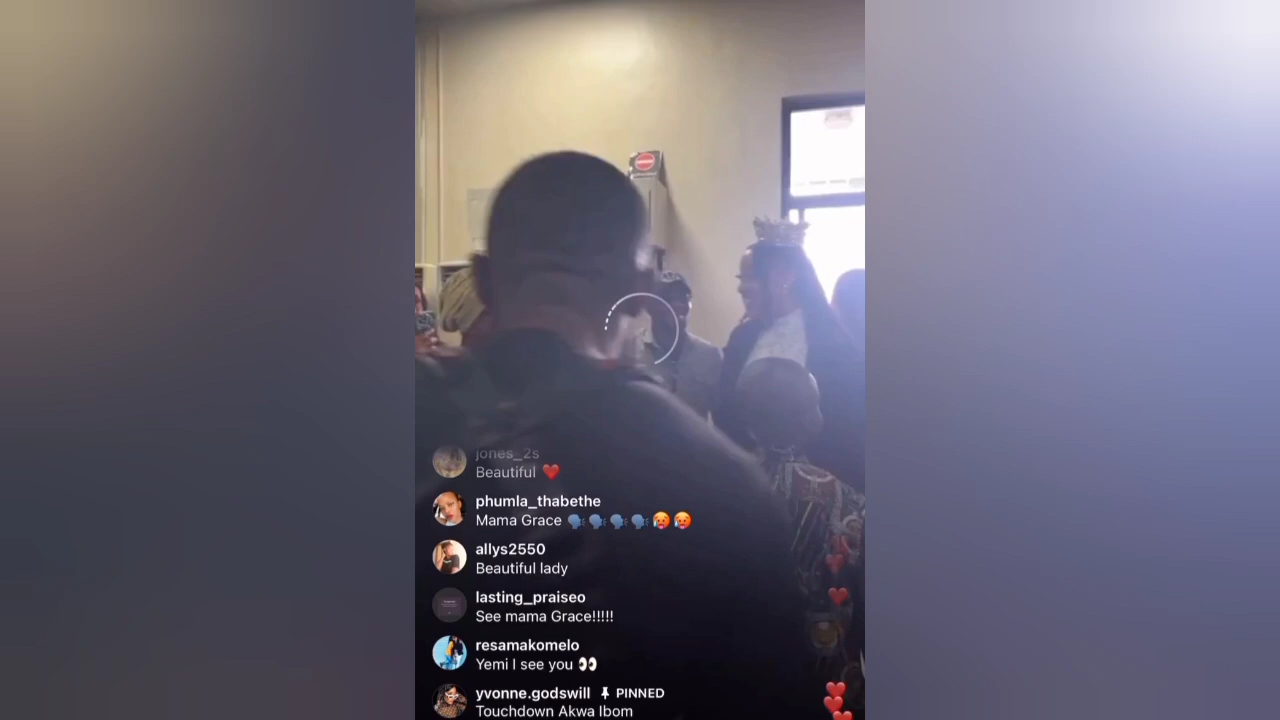 jones_2s
Beautiful ❤️
phumla_thabethe
Mama Grace 🗣️🗣️🗣️🗣️🥵🥵
allys2550
Beautiful lady
lasting_praiseo
See mama Grace!!!!!
resamakomelo
Yemi I see you 👀
yvonne.godswill 📌 PINNED
Touchdown Akwa Ibom